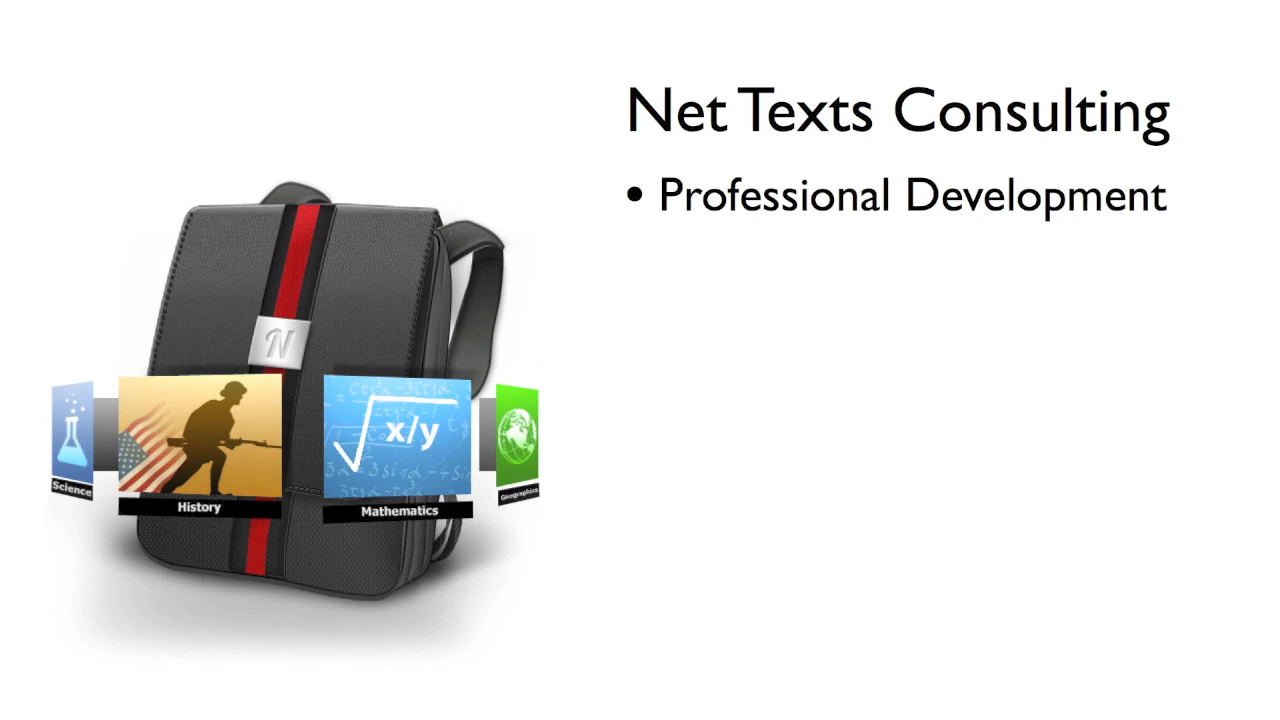 Net Texts Consulting
• Professional Development
N
x/y
Science
History
Mathematics
Geographics